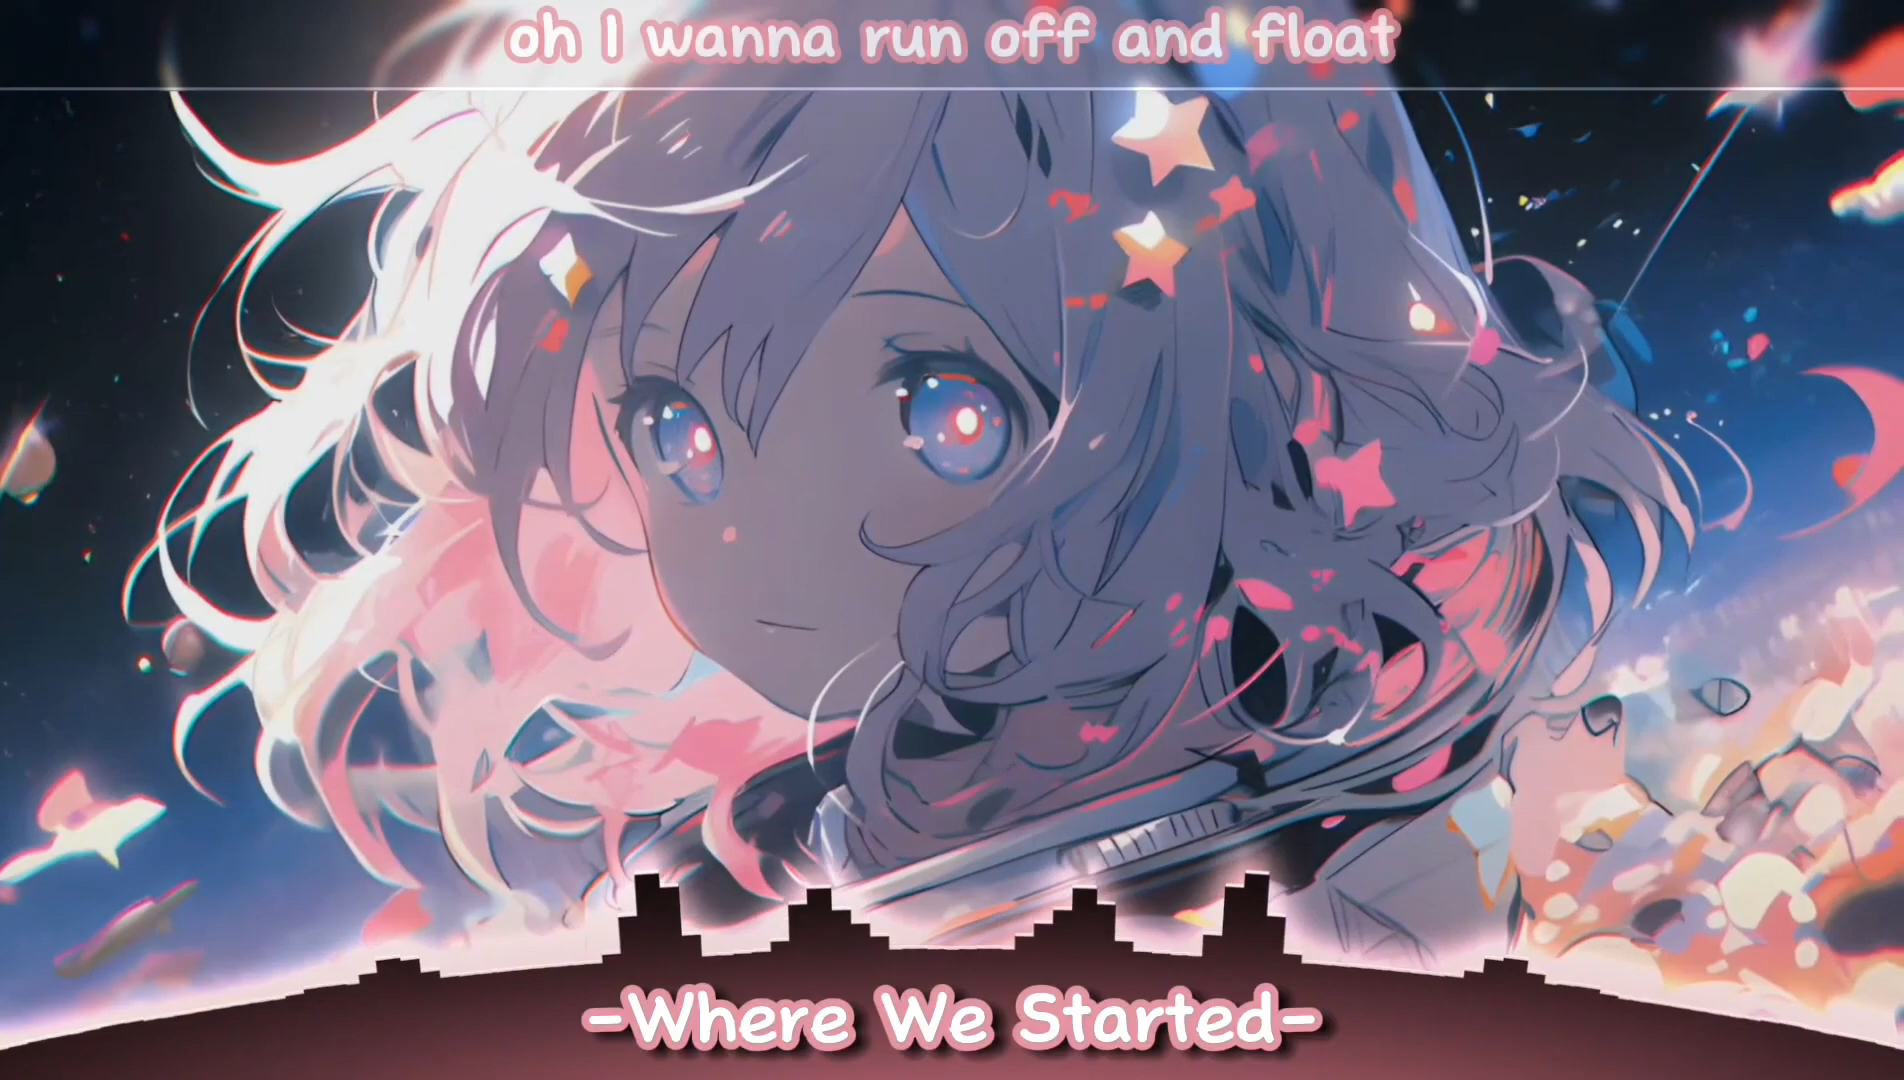 oh I wanna run off and float
-Where We Started-